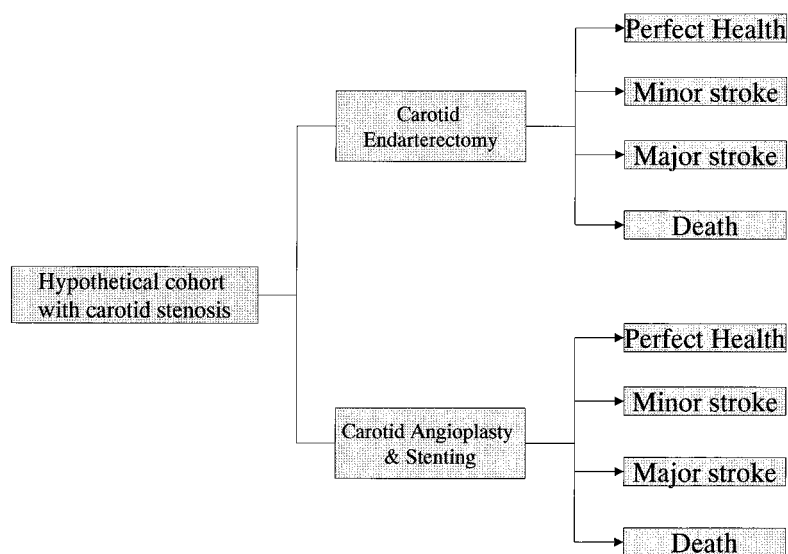 Hypothetical cohort
with carotid stenosis
Carotid
Endarterectomy
Perfect Health
Minor stroke
Major stroke
Death
Carotid Angioplasty
& Stenting
Perfect Health
Minor stroke
Major stroke
Death